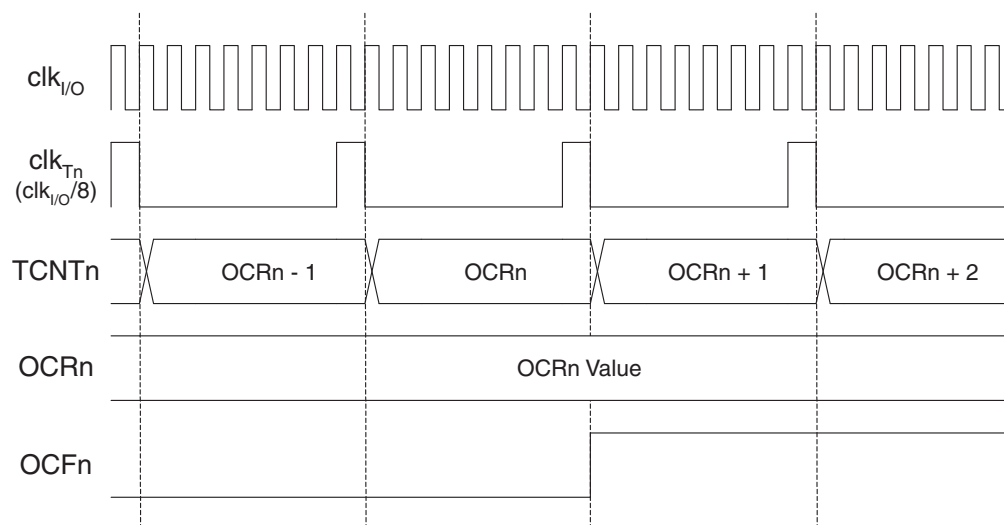 clkI/O
clkTn
(clkI/O/8)
TCNTn OCRn - 1 OCRn OCRn + 1 OCRn + 2
OCRn OCRn Value
OCFn